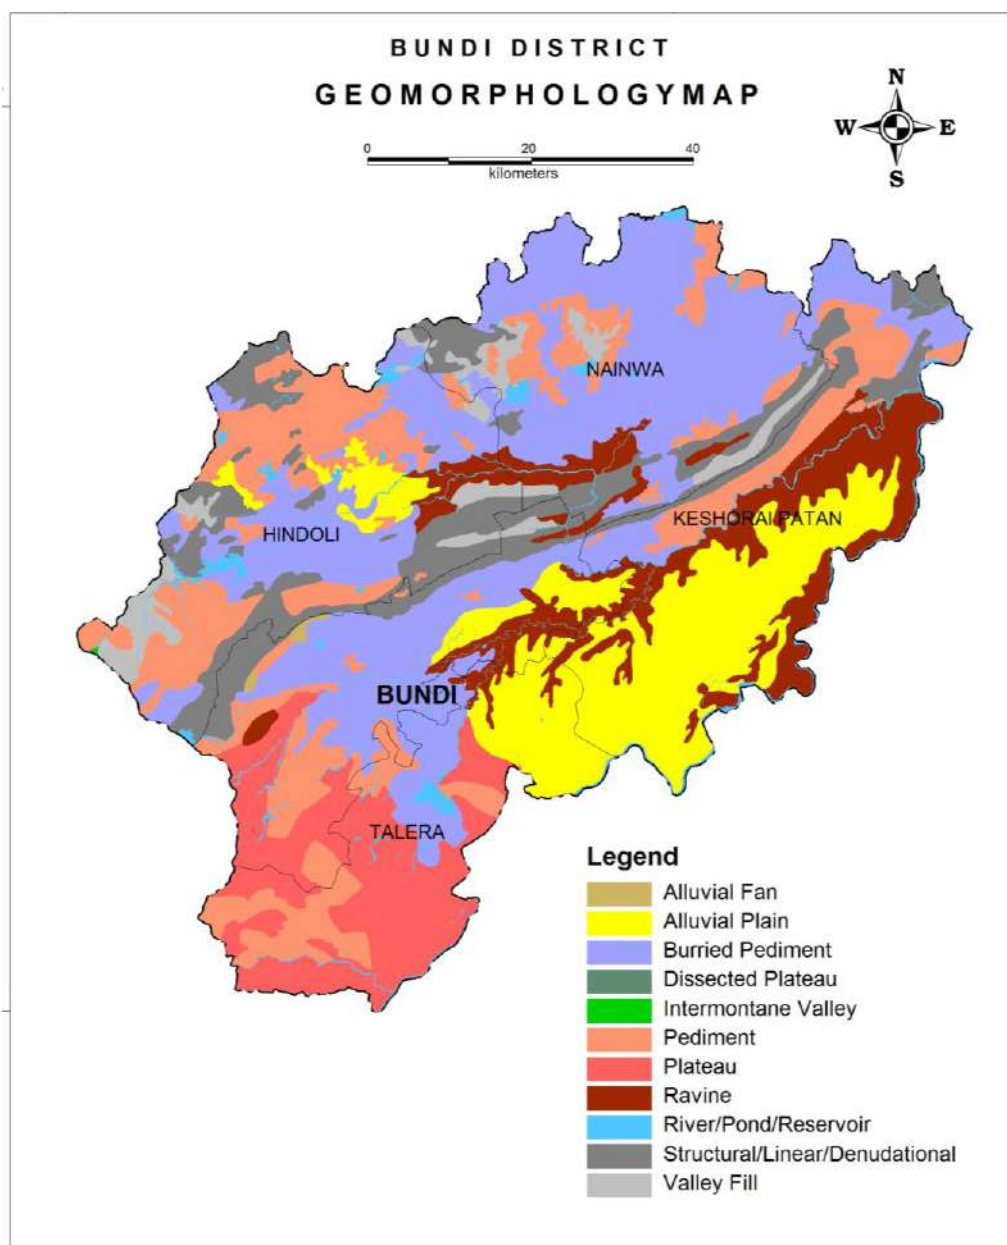 BUNDI DISTRICT
GEOMORPHOLOGYMAP
N
W E
S
0 20 40
kilometers
NAINWA
KESHORAI PATAN
HINDOLI
BUNDI
TALERA
Legend
Alluvial Fan
Alluvial Plain
Burried Pediment
Dissected Plateau
Intermontane Valley
Pediment
Plateau
Ravine
River/Pond/Reservoir
Structural/Linear/Denudational
Valley Fill